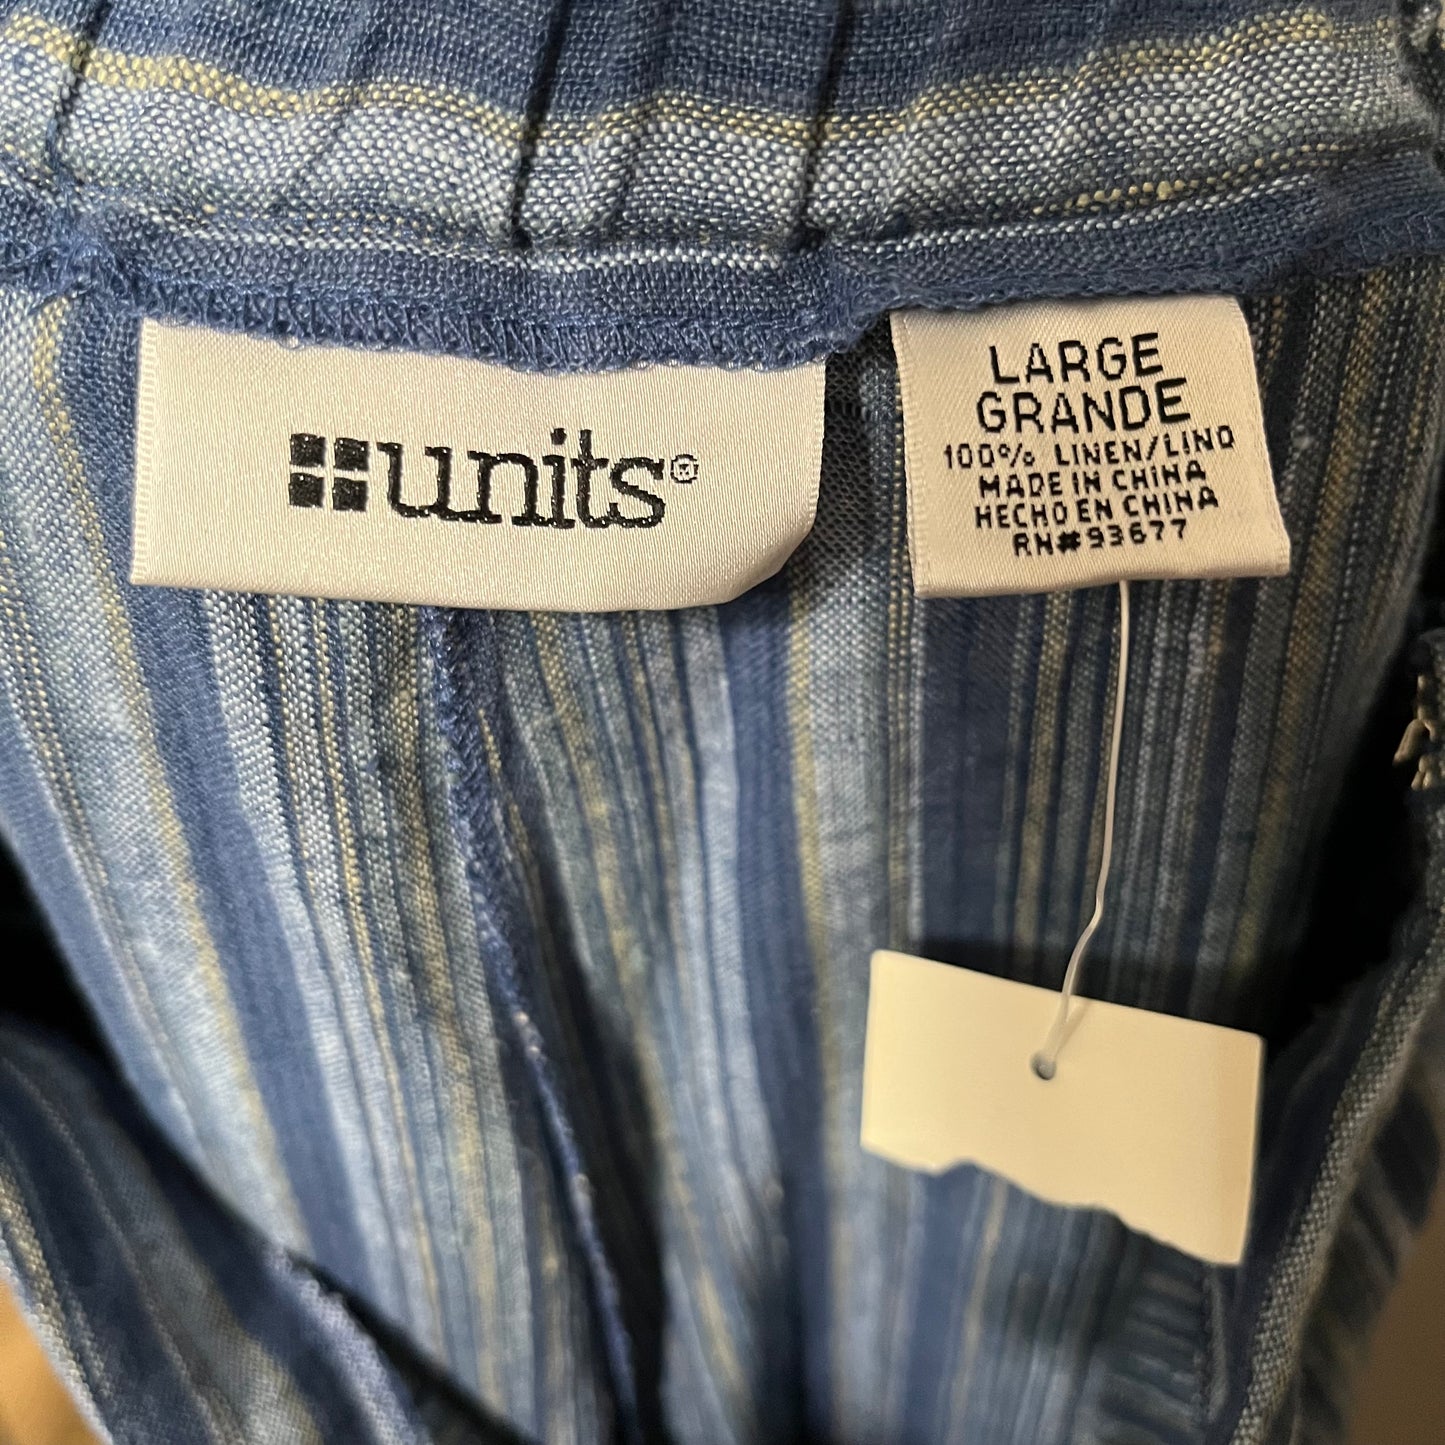 units®
LARGE
GRANDE
100% LINEN/LINO
MADE IN CHINA
HECHO EN CHINA
RN#93677